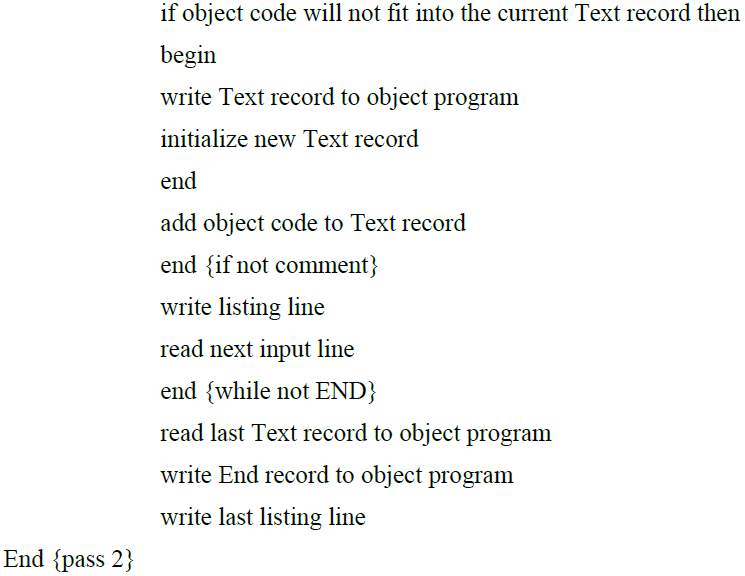 if object code will not fit into the current Text record then
begin
write Text record to object program
initialize new Text record
end
add object code to Text record
end {if not comment}
write listing line
read next input line
end {while not END}
read last Text record to object program
write End record to object program
write last listing line
End {pass 2}